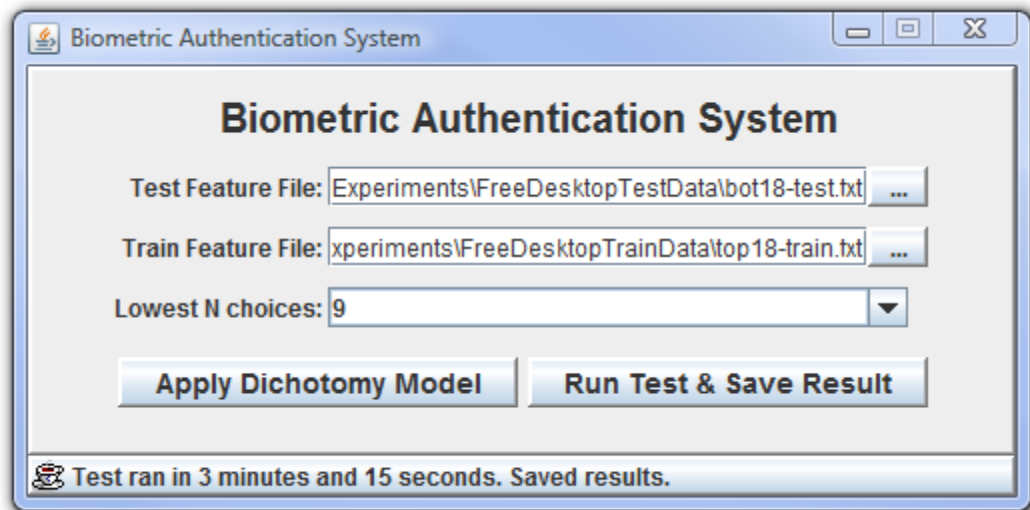 Biometric Authentication System
Biometric Authentication System
Test Feature File: Experiments\FreeDesktopTestData\bot18-test.txt ...
Train Feature File: xperiments\FreeDesktopTrainData\top18-train.txt ...
Lowest N choices: 9
Apply Dichotomy Model Run Test & Save Result
Test ran in 3 minutes and 15 seconds. Saved results.